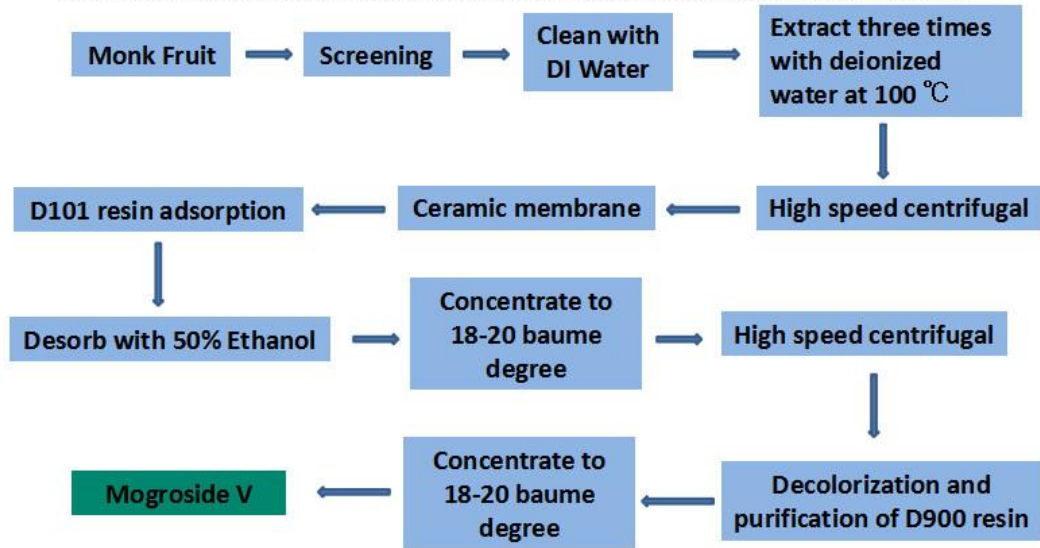 Monk Fruit
Screening
Clean with
DI Water
Extract three times
with deionized
water at 100 ℃
High speed centrifugal
Ceramic membrane
D101 resin adsorption
Desorb with 50% Ethanol
Concentrate to
18-20 baume
degree
High speed centrifugal
Decolorization and
purification of D900 resin
Concentrate to
18-20 baume
degree
Mogroside V